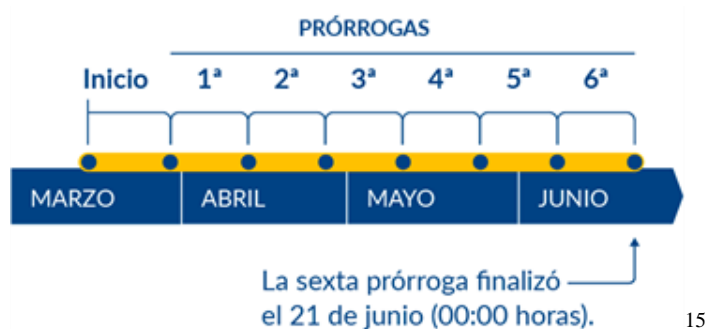 PRÓRROGAS
Inicio 1ª 2ª 3ª 4ª 5ª 6ª
MARZO ABRIL MAYO JUNIO
La sexta prórroga finalizó
el 21 de junio (00:00 horas).
15